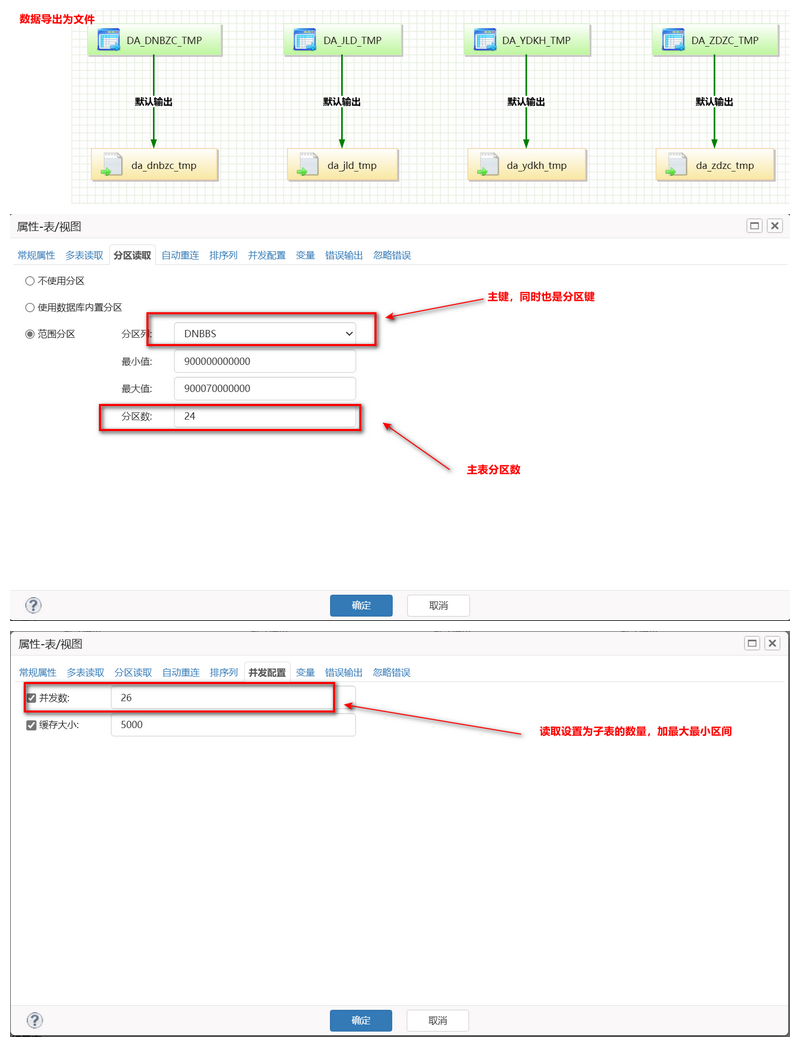 数据导出为文件
DA_DNBZC_TMP
DA_JLD_TMP
DA_YDKH_TMP
DA_ZDZC_TMP
默认输出
默认输出
默认输出
默认输出
da_dnbzc_tmp
da_jld_tmp
da_ydkh_tmp
da_zdzc_tmp
属性-表/视图
常规属性 多表读取 分区读取 自动重连 排序列 并发配置 变量 错误输出 忽略错误
不使用分区
主键，同时也是分区键
使用数据库内置分区
范围分区 分区列: DNBBS
最小值: 900000000000
最大值: 900070000000
分区数: 24
主表分区数
? 确定 取消
属性-表/视图
常规属性 多表读取 分区读取 自动重连 排序列 并发配置 变量 错误输出 忽略错误
并发数: 26
缓存大小: 5000
读取设置为子表的数量，加最大最小区间
? 确定 取消